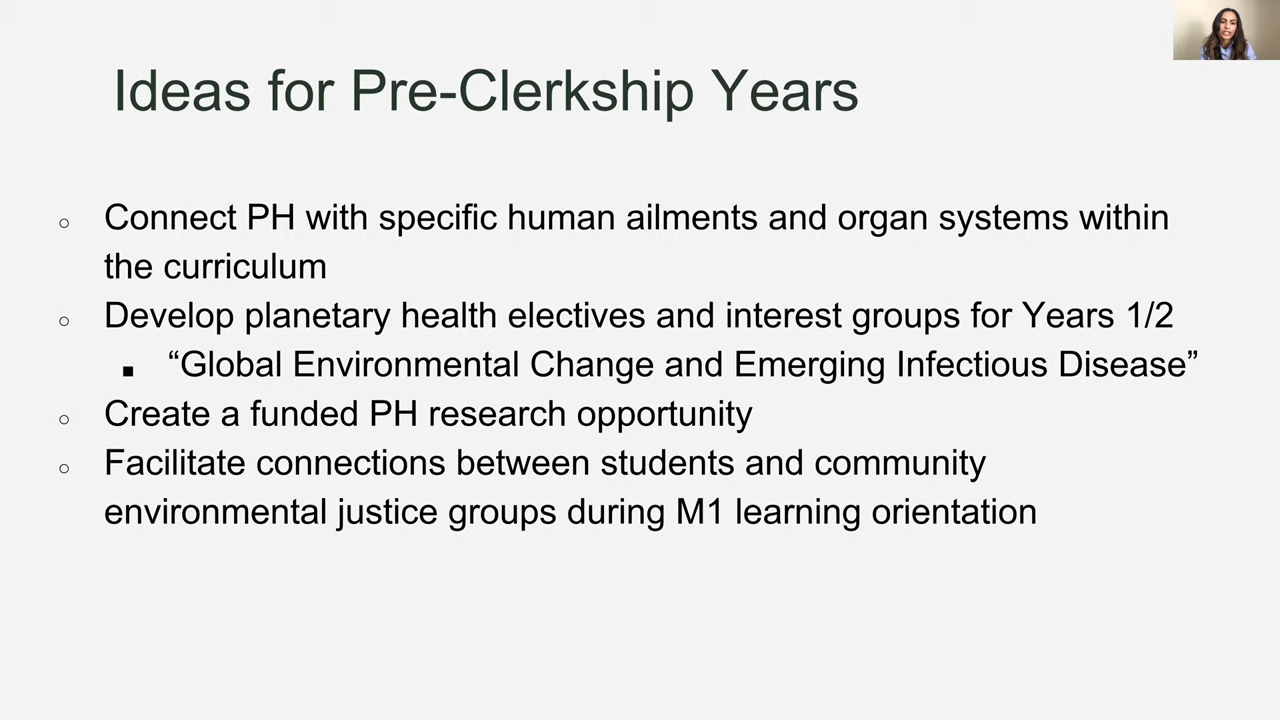 Ideas for Pre-Clerkship Years
○ Connect PH with specific human ailments and organ systems within
the curriculum
○ Develop planetary health electives and interest groups for Years 1/2
■ “Global Environmental Change and Emerging Infectious Disease”
○ Create a funded PH research opportunity
○ Facilitate connections between students and community
environmental justice groups during M1 learning orientation